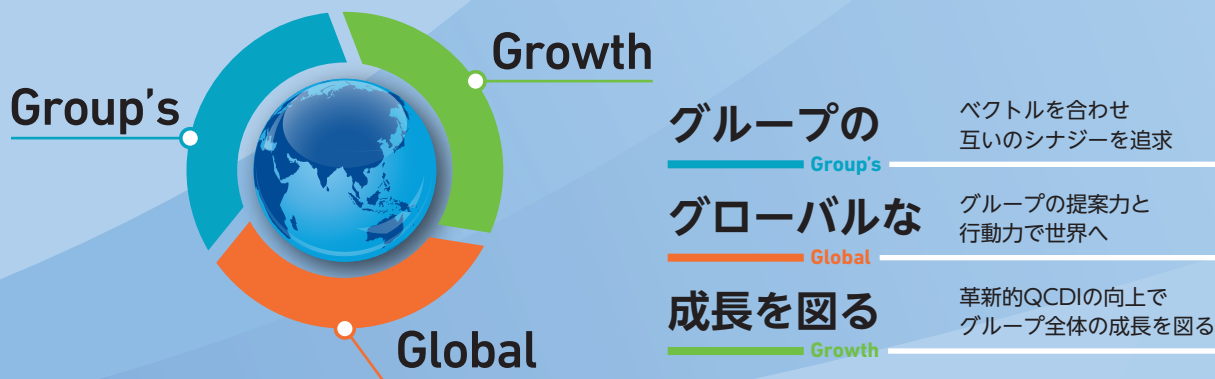 Growth
Group's
Global
グループの
Group's
ベクトルを合わせ
互いのシナジーを追求
グローバルな
Global
グループの提案力と
行動力で世界へ
成長を図る
Growth
革新的QCDIの向上で
グループ全体の成長を図る